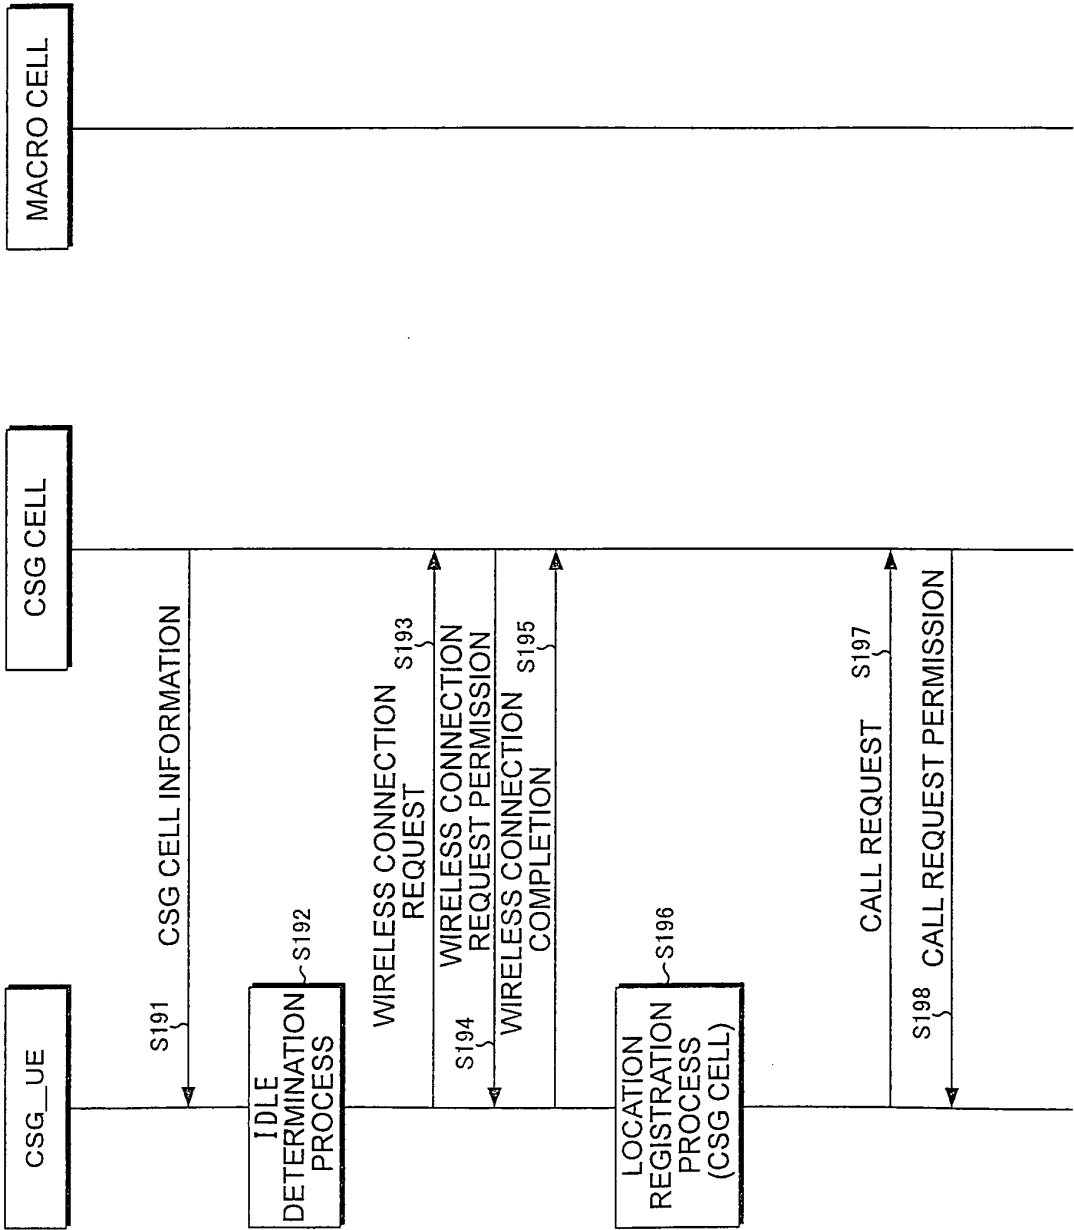 CSG_UE
CSG CELL
MACRO CELL
S191
CSG CELL INFORMATION
IDLE
DETERMINATION
PROCESS
S192
WIRELESS CONNECTION
REQUEST
S193
WIRELESS CONNECTION
REQUEST PERMISSION
S194
WIRELESS CONNECTION
COMPLETION
S195
LOCATION
REGISTRATION
PROCESS
(CSG CELL)
S196
CALL REQUEST
S197
CALL REQUEST PERMISSION
S198